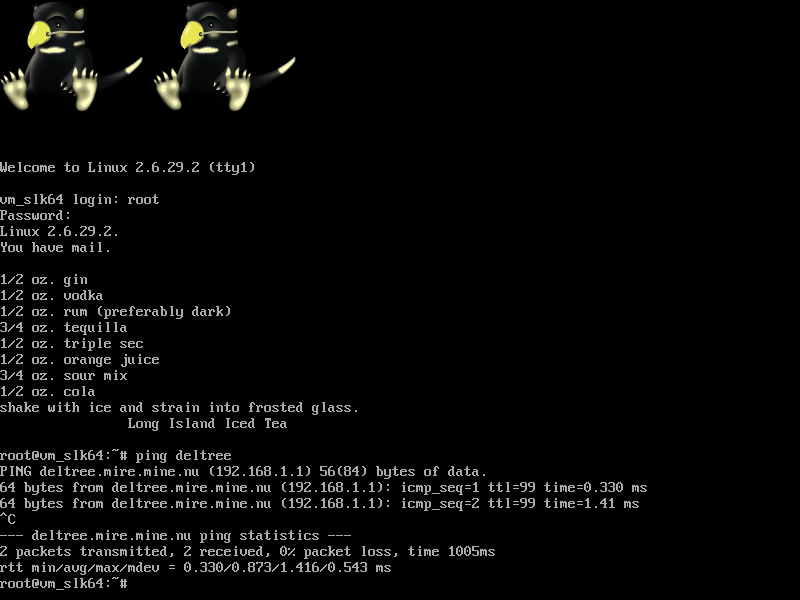 Welcome to Linux 2.6.29.2 (tty1)
vm_slk64 login: root
Password:
Linux 2.6.29.2.
You have mail.
1/2 oz. gin
1/2 oz. vodka
1/2 oz. rum (preferably dark)
3/4 oz. tequilla
1/2 oz. triple sec
1/2 oz. orange juice
3/4 oz. sour mix
1/2 oz. cola
shake with ice and strain into frosted glass.
Long Island Iced Tea
root@vm_slk64:~# ping deltree
PING deltree.mire.mine.nu (192.168.1.1) 56(84) bytes of data.
64 bytes from deltree.mire.mine.nu (192.168.1.1): icmp_seq=1 ttl=99 time=0.330 ms
64 bytes from deltree.mire.mine.nu (192.168.1.1): icmp_seq=2 ttl=99 time=1.41 ms
^C
--- deltree.mire.mine.nu ping statistics ---
2 packets transmitted, 2 received, 0% packet loss, time 1005ms
rtt min/avg/max/mdev = 0.330/0.873/1.416/0.543 ms
root@vm_slk64:~#